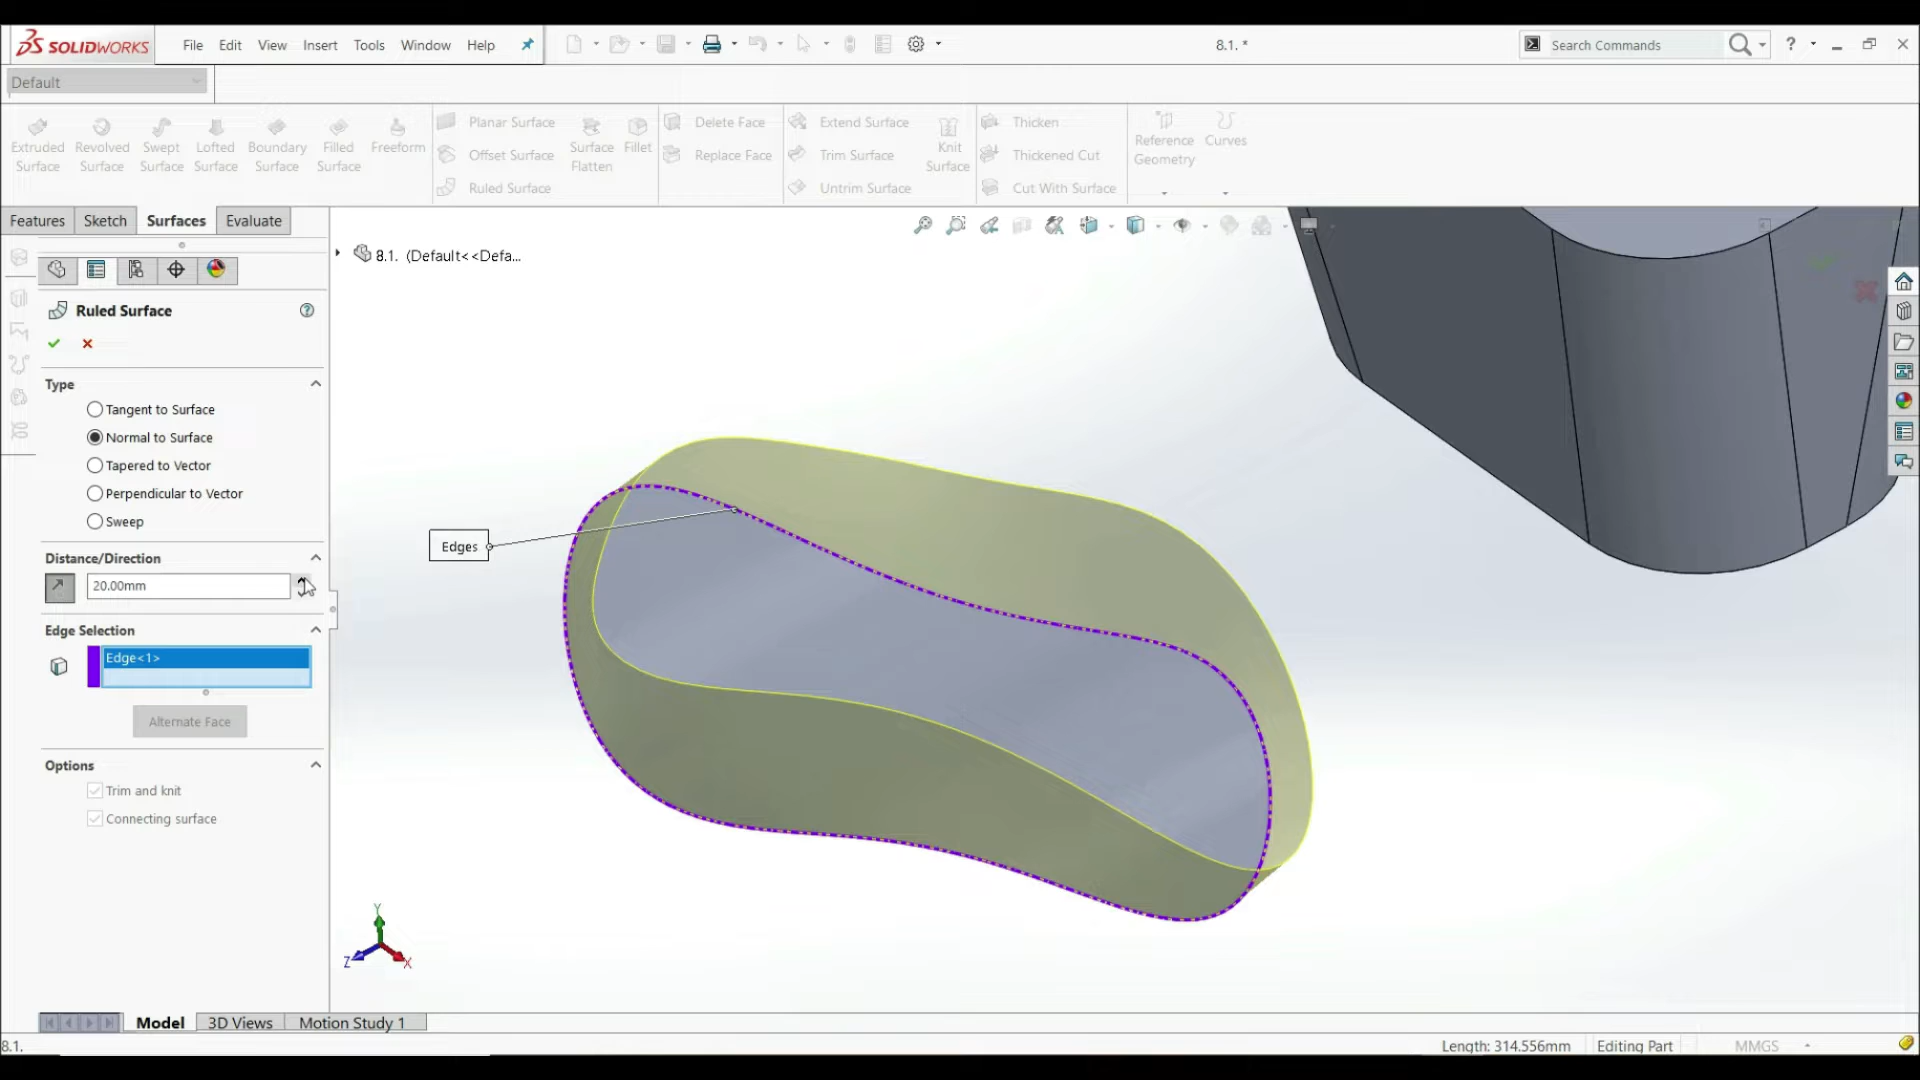 SOLIDWORKS
File Edit View Insert Tools Window Help
8.1. *
Search Commands
?
Default
Extruded Surface
Revolved Surface
Swept Surface
Lofted Surface
Boundary Surface
Filled Surface
Freeform
Planar Surface
Offset Surface
Ruled Surface
Surface Flatten
Fillet
Delete Face
Replace Face
Extend Surface
Trim Surface
Untrim Surface
Knit Surface
Thicken
Thickened Cut
Cut With Surface
Reference Geometry
Curves
Features Sketch Surfaces Evaluate
8.1. (Default<<Defa...
Ruled Surface
?
Type
Tangent to Surface
Normal to Surface
Tapered to Vector
Perpendicular to Vector
Sweep
Distance/Direction
20.00mm
Edge Selection
Edge<1>
Alternate Face
Options
Trim and knit
Connecting surface
Edges
Y
Z
X
Model 3D Views Motion Study 1
8.1.
Length: 314.556mm Editing Part MMGS